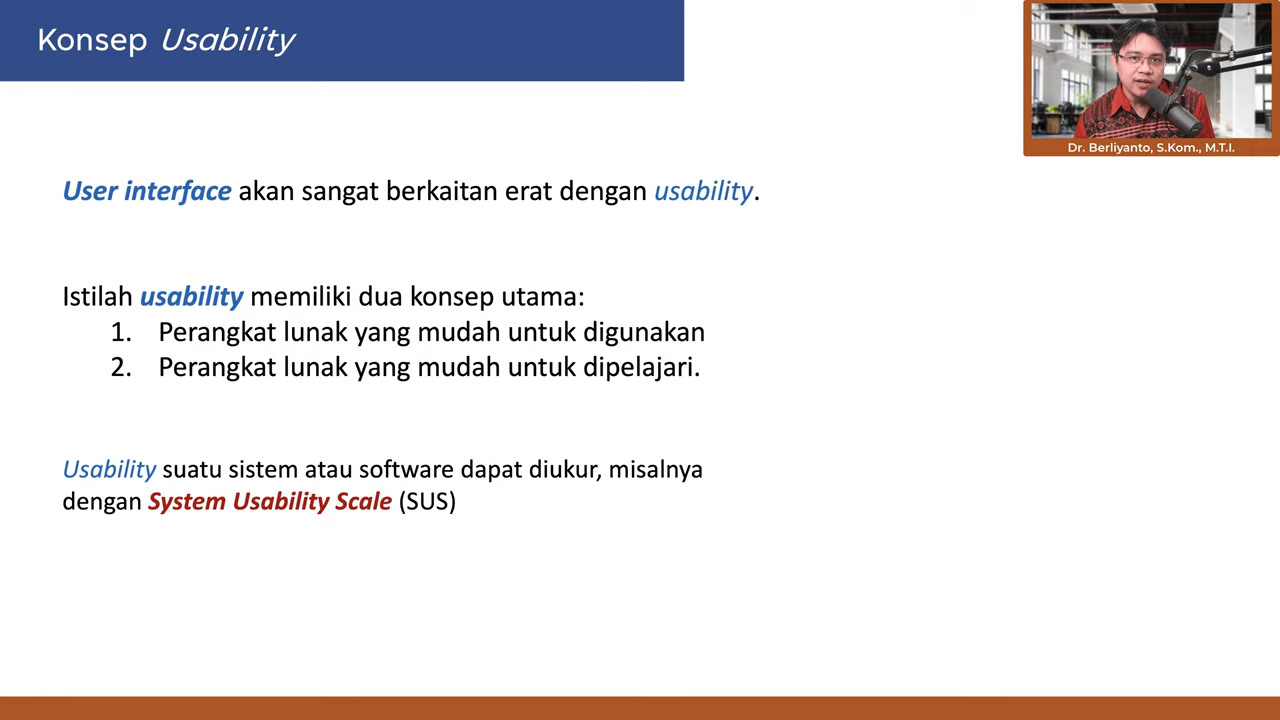 Konsep Usability
Dr. Berliyanto, S.Kom., M.T.I.
User interface akan sangat berkaitan erat dengan usability.
Istilah usability memiliki dua konsep utama:
1. Perangkat lunak yang mudah untuk digunakan
2. Perangkat lunak yang mudah untuk dipelajari.
Usability suatu sistem atau software dapat diukur, misalnya
dengan System Usability Scale (SUS)